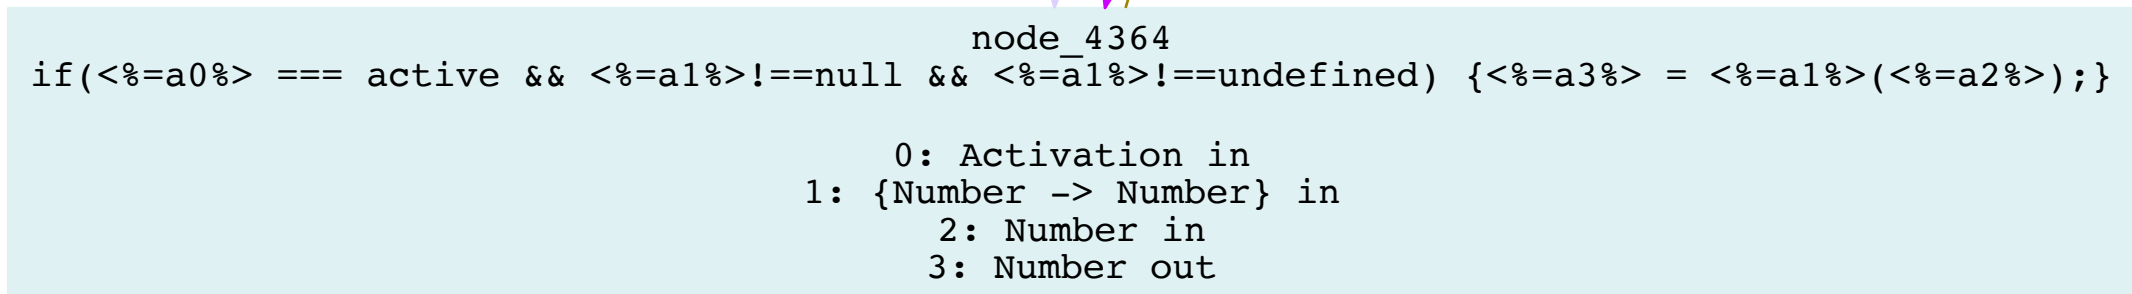 node_4364
if(<%=a0%> === active && <%=a1%>!==null && <%=a1%>!==undefined) {<%=a3%> = <%=a1%>(<%=a2%>);}
0: Activation in
1: {Number -> Number} in
2: Number in
3: Number out